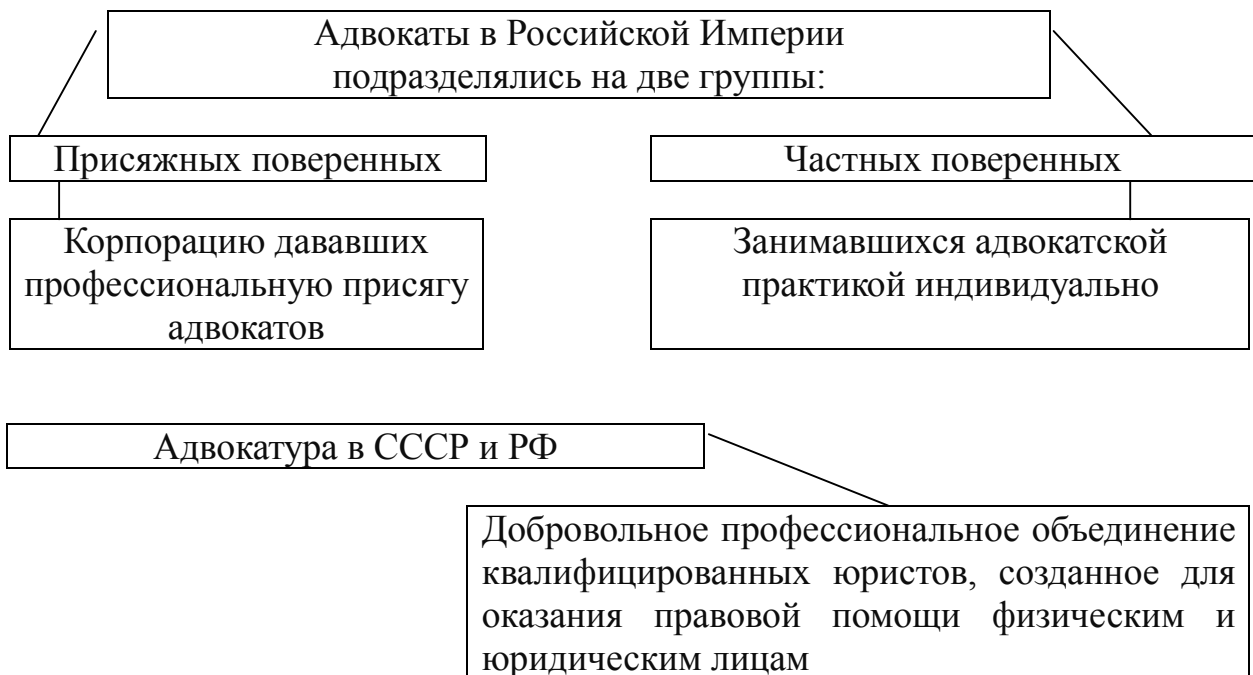 Адвокаты в Российской Империи
подразделялись на две группы:
Присяжных поверенных
Частных поверенных
Корпорацию дававших
профессиональную присягу
адвокатов
Занимавшихся адвокатской
практикой индивидуально
Адвокатура в СССР и РФ
Добровольное профессиональное объединение
квалифицированных юристов, созданное для
оказания правовой помощи физическим и
юридическим лицам